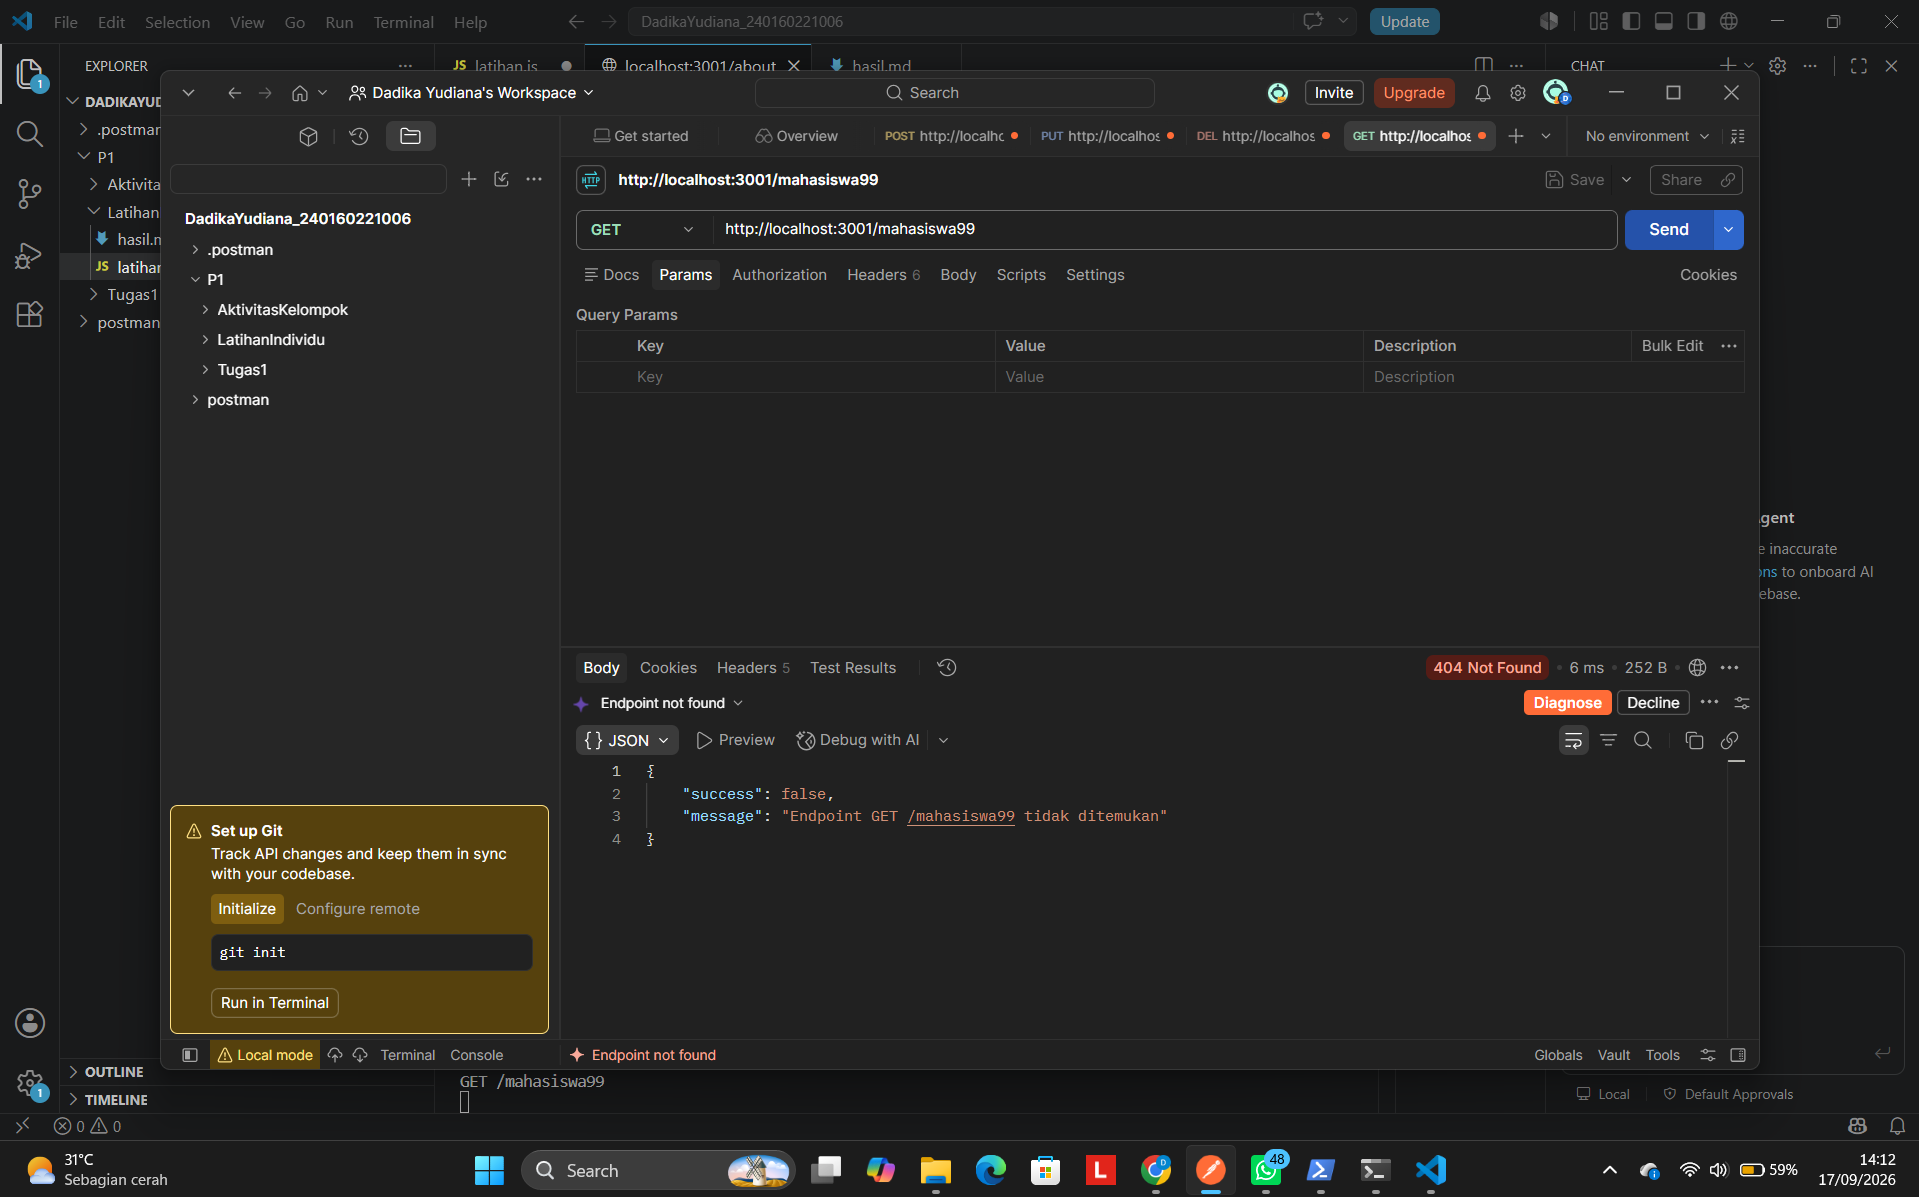 File Edit Selection View Go Run Terminal Help
DadikaYudiana_240160221006
Update
EXPLORER
JS latihan.js
localhost:3001/about
hasil.md
CHAT
1
DADIKAYUD
.postman
P1
Aktivita
Latihan
hasil.m
JS latihan
Tugas1
postman
Dadika Yudiana's Workspace
Search
Invite
Upgrade
D
Get started
Overview
POST http://localhc
PUT http://localhos
DEL http://localhos
GET http://localhos
No environment
HTTP
http://localhost:3001/mahasiswa99
Save
Share
DadikaYudiana_240160221006
.postman
P1
AktivitasKelompok
LatihanIndividu
Tugas1
postman
GET http://localhost:3001/mahasiswa99
Send
Docs Params Authorization Headers 6 Body Scripts Settings
Cookies
Query Params
Key Value Description Bulk Edit
Key Value Description
gent
e inaccurate
ons to onboard AI
ebase.
Body Cookies Headers 5 Test Results
404 Not Found • 6 ms • 252 B
Endpoint not found
Diagnose Decline
{} JSON
Preview
Debug with AI
1 {
2 "success": false,
3 "message": "Endpoint GET /mahasiswa99 tidak ditemukan"
4 }
Set up Git
Track API changes and keep them in sync
with your codebase.
Initialize Configure remote
git init
Run in Terminal
Local mode
Terminal Console
Endpoint not found
Globals Vault Tools
OUTLINE
TIMELINE
1
GET /mahasiswa99
Local
Default Approvals
0 0
31°C
Sebagian cerah
Search
L
D
48
59%
14:12
17/09/2026